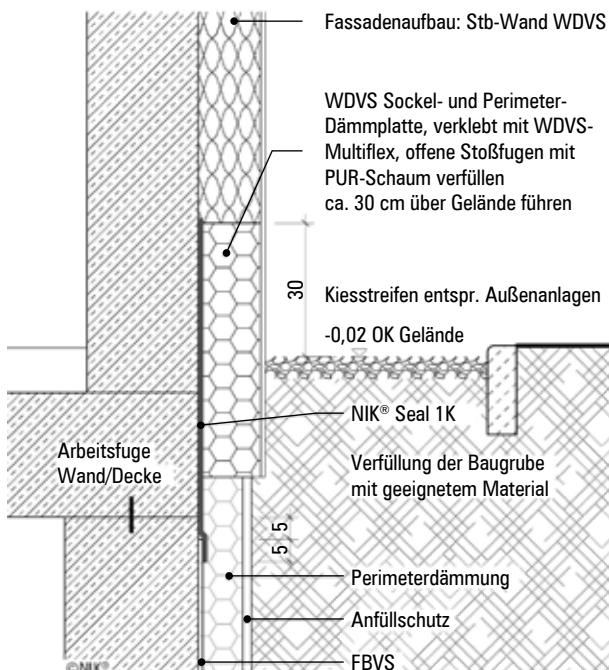 Fassadenaufbau: Stb-Wand WDVS
WDVS Sockel- und Perimeter-
Dämmplatte, verklebt mit WDVS-
Multiflex, offene Stoßfugen mit
PUR-Schaum verfüllen
ca. 30 cm über Gelände führen
30
Kiesstreifen entspr. Außenanlagen
-0,02 OK Gelände
NIK® Seal 1K
Arbeitsfuge
Wand/Decke
Verfüllung der Baugrube
mit geeignetem Material
5
5
Perimeterdämmung
Anfüllschutz
FBVS
©NIK®